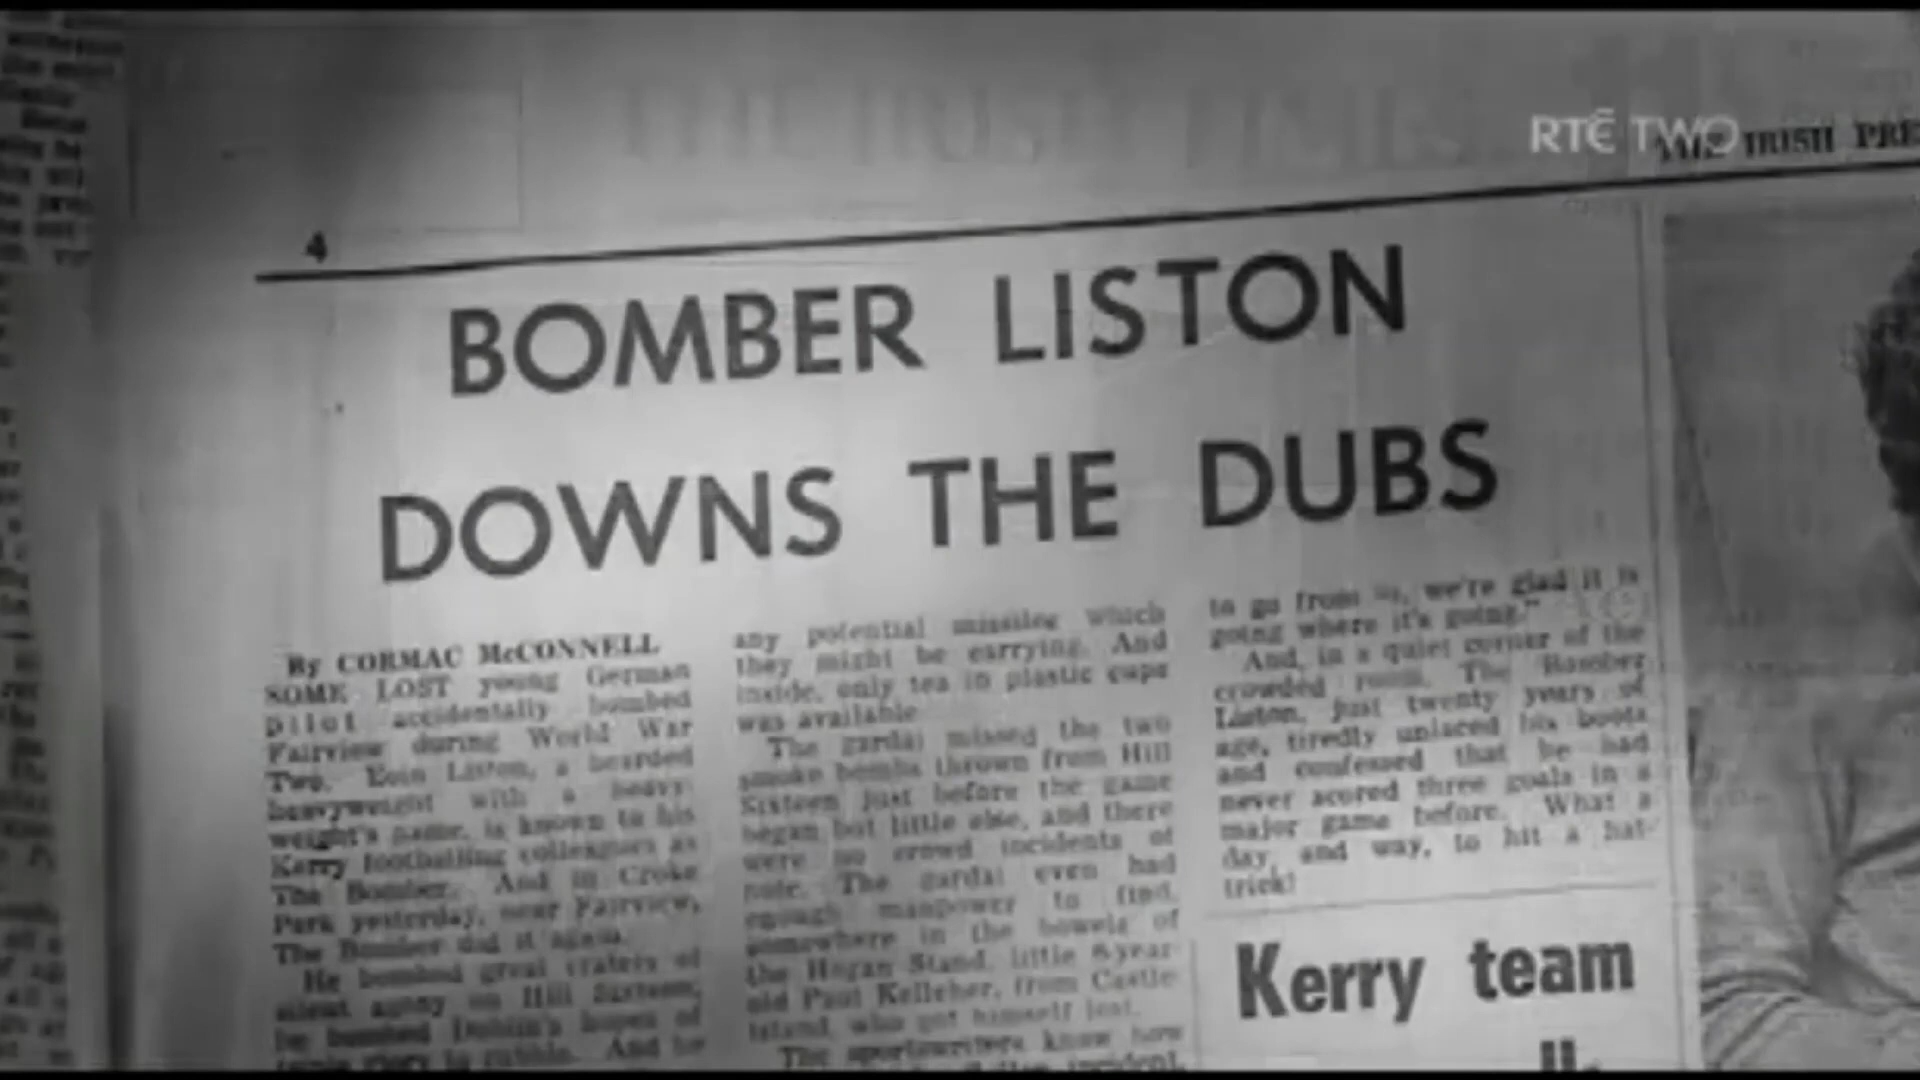 RTÉ TWO
THE IRISH PRE
4
BOMBER LISTON
DOWNS THE DUBS
By CORMAC McCONNELL
SOME LOST young German
pilot accidentally bombed
Fairview during World War
Two. Eoin Liston, a bearded
heavyweight with a heavy-
weight's name, is known to his
Kerry footballing colleagues as
The Bomber. And in Croke
Park yesterday, near Fairview,
The Bomber did it again.
He bombed great craters of
silent agony on Hill Sixteen,
he bombed Dublin's hopes of
to rubble. And he
any potential missiles which
they might be carrying. And
inside, only tea in plastic cups
was available
The gardai missed the two
smoke bombs thrown from Hill
Sixteen just before the game
began but little else, and there
were no crowd incidents of
note. The gardai even had
enough manpower to find,
somewhere in the bowels of
the Hogan Stand, little 8-year-
old Paul Kelleher, from Castle-
island, who got himself lost.
The sportswriters know how
incident,
to go from us, we're glad it is
going where it's going."
And, in a quiet corner of the
crowded room, The Bomber
Liston, just twenty years of
age, tiredly unlaced his boots
and confessed that he had
never scored three goals in a
major game before. What a
day, and way, to hit a hat-
trick!
Kerry team